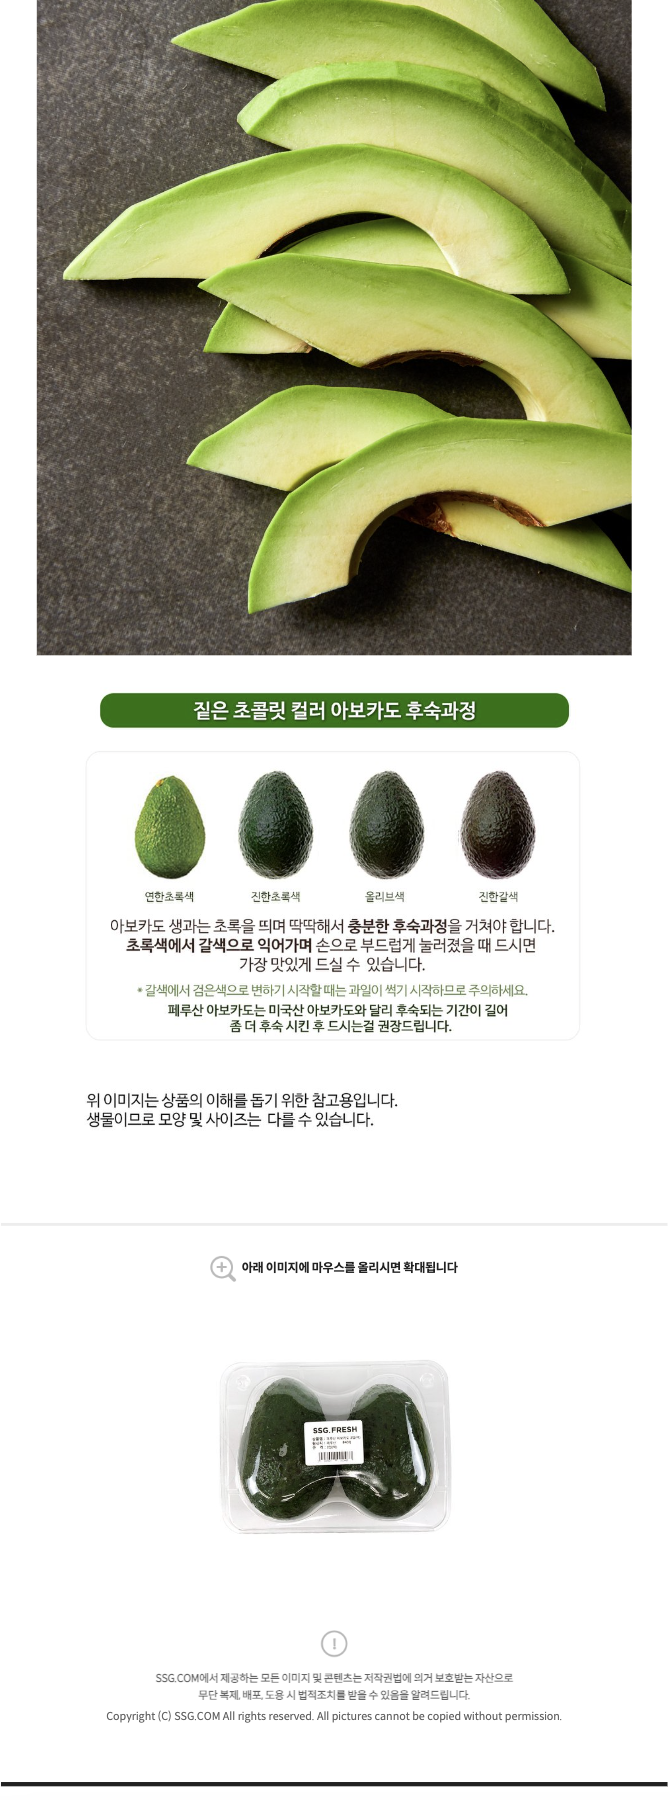 짙은 초콜릿 컬러 아보카도 후숙과정
연한초록색
진한초록색
올리브색
진한갈색
아보카도 생과는 초록을 띄며 딱딱해서 충분한 후숙과정을 거쳐야 합니다.
초록색에서 갈색으로 익어가며 손으로 부드럽게 눌러졌을 때 드시면
가장 맛있게 드실 수 있습니다.
* 갈색에서 검은색으로 변하기 시작할 때는 과일이 썩기 시작하므로 주의하세요.
페루산 아보카도는 미국산 아보카도와 달리 후숙되는 기간이 길어
좀 더 후숙 시킨 후 드시는걸 권장드립니다.
위 이미지는 상품의 이해를 돕기 위한 참고용입니다.
생물이므로 모양 및 사이즈는 다를 수 있습니다.
아래 이미지에 마우스를 올리시면 확대됩니다
SSG.FRESH
SSG.COM에서 제공하는 모든 이미지 및 콘텐츠는 저작권법에 의거 보호받는 자산으로
무단 복제, 배포, 도용 시 법적조치를 받을 수 있음을 알려드립니다.
Copyright (C) SSG.COM All rights reserved. All pictures cannot be copied without permission.